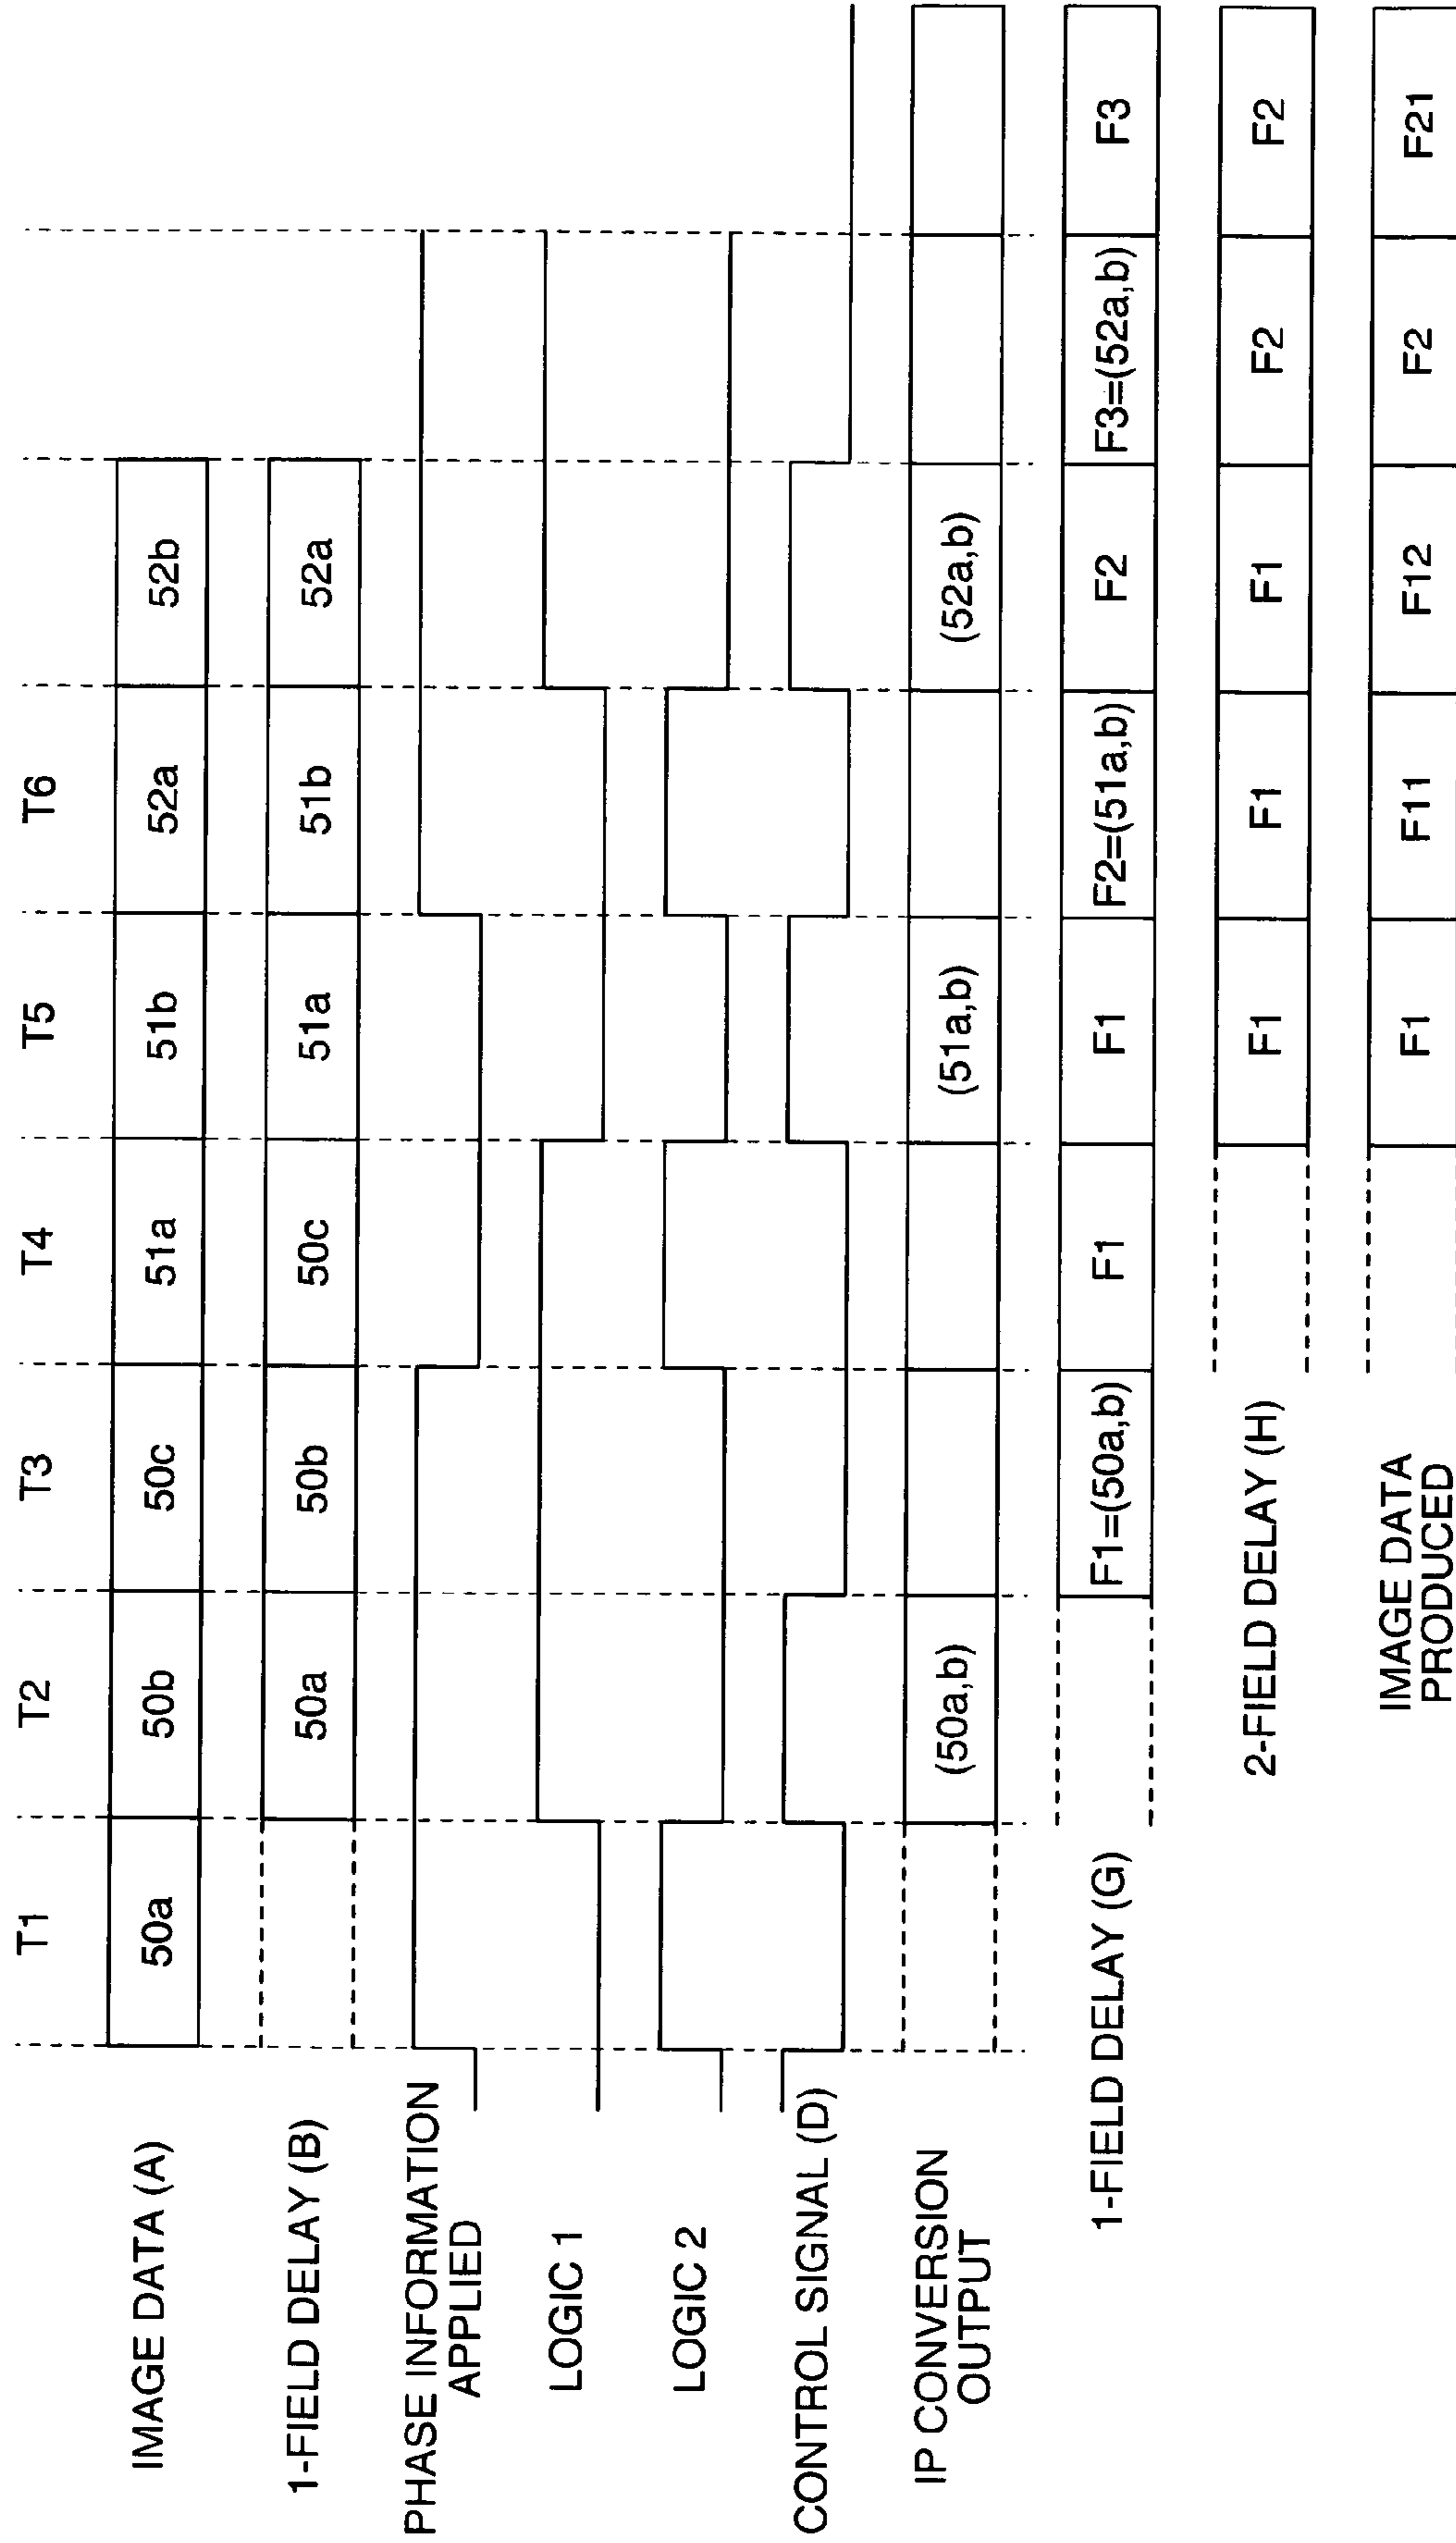 T1 T2 T3 T4 T5 T6
IMAGE DATA (A) 50a 50b 50c 51a 51b 52a 52b
1-FIELD DELAY (B) 50a 50b 50c 51a 51b 52a
PHASE INFORMATION
APPLIED
LOGIC 1
LOGIC 2
CONTROL SIGNAL (D)
IP CONVERSION
OUTPUT
(50a,b) (51a,b) (52a,b)
1-FIELD DELAY (G) F1=(50a,b) F1 F1 F2=(51a,b) F2 F3=(52a,b) F3
2-FIELD DELAY (H) F1 F1 F1 F2 F2
IMAGE DATA
PRODUCED
F1 F11 F12 F2 F21